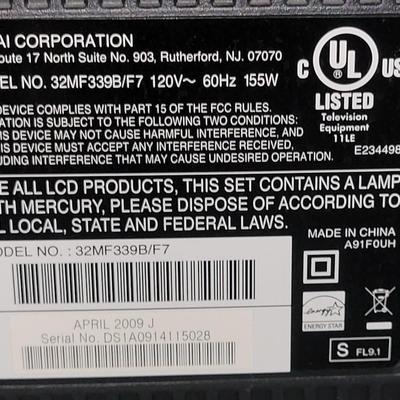 AI CORPORATION
oute 17 North Suite No. 903, Rutherford, NJ. 07070
EL NO. 32MF339B/F7 120V~ 60Hz 155W
C UL US
LISTED
Television
Equipment
11LE
E234498
DEVICE COMPLIES WITH PART 15 OF THE FCC RULES.
ATION IS SUBJECT TO THE FOLLOWING TWO CONDITIONS:
IS DEVICE MAY NOT CAUSE HARMFUL INTERFERENCE, AND
IS DEVICE MUST ACCEPT ANY INTERFERENCE RECEIVED,
DING INTERFERENCE THAT MAY CAUSE UNDESIRED OPERATION.
E ALL LCD PRODUCTS, THIS SET CONTAINS A LAMP
TH MERCURY, PLEASE DISPOSE OF ACCORDING TO
L LOCAL, STATE AND FEDERAL LAWS.
ODEL NO. : 32MF339B/F7
MADE IN CHINA
A91F0UH
energy
ENERGY STAR
APRIL 2009 J
Serial No. DS1A0914115028
S FL9.1